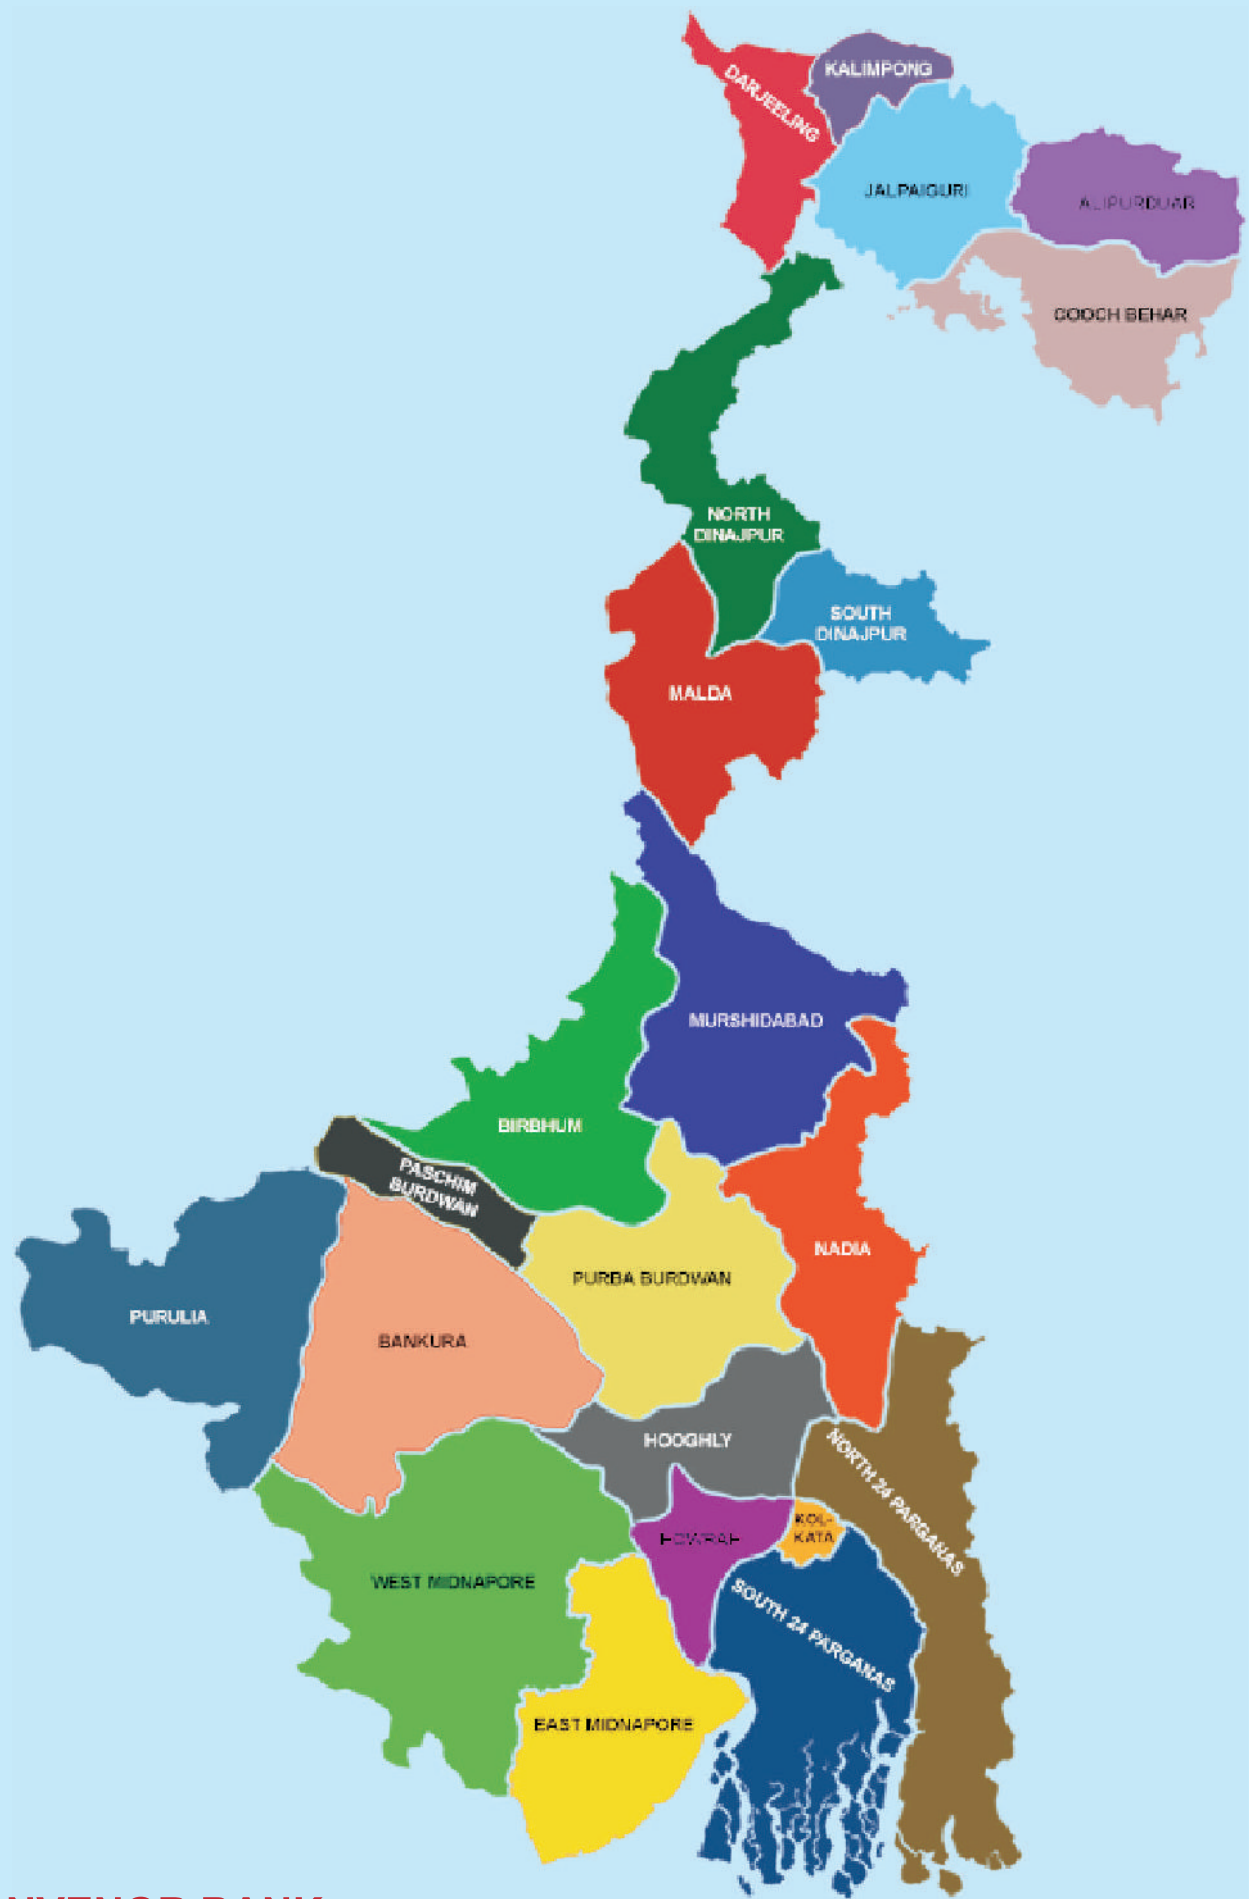 KALIMPONG
DARJEELING
JALPAIGURI
ALIPURDUAR
COOCH BEHAR
NORTH
DINAJPUR
SOUTH
DINAJPUR
MALDA
MURSHIDABAD
BIRBHUM
PASCHIM
BURDWAN
NADIA
PURBA BURDWAN
PURULIA
BANKURA
HOOGHLY
NORTH 24 PARGANAS
KOL-
KATA
HOWRAH
WEST MIDNAPORE
SOUTH 24 PARGANAS
EAST MIDNAPORE